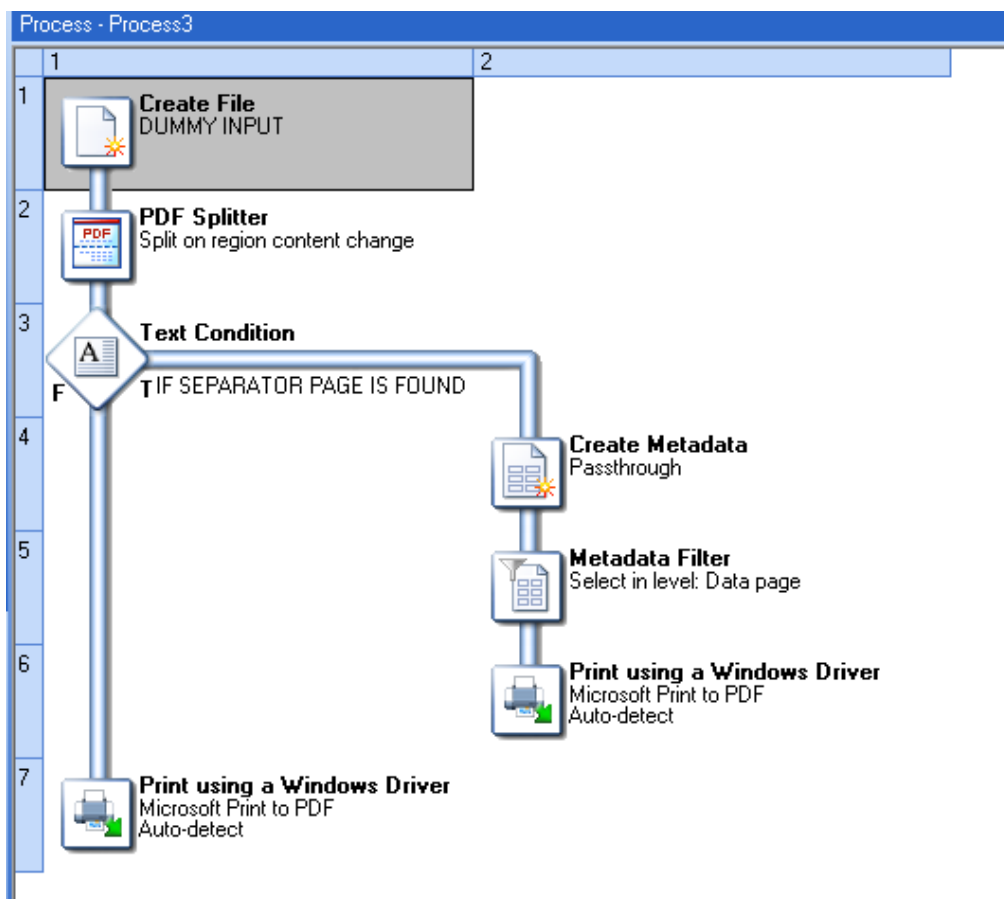 Process - Process3
1 2
1
Create File
DUMMY INPUT
2
PDF Splitter
PDF
Split on region content change
3
Text Condition
A
F
T IF SEPARATOR PAGE IS FOUND
4
Create Metadata
Passthrough
5
Metadata Filter
Select in level: Data page
6
Print using a Windows Driver
Microsoft Print to PDF
Auto-detect
7
Print using a Windows Driver
Microsoft Print to PDF
Auto-detect